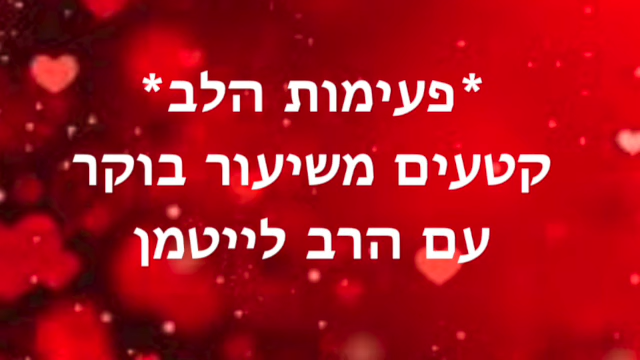 *פעימות הלב*
קטעים משיעור בוקר
עם הרב לייטמן